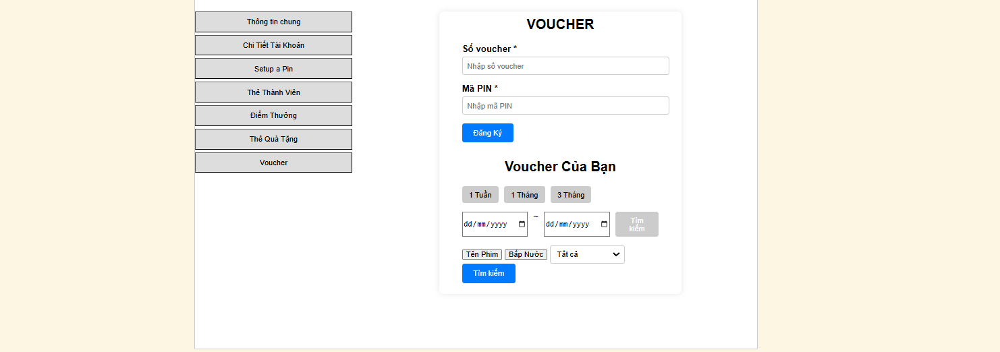 Thông tin chung
Chi Tiết Tài Khoản
Setup a Pin
Thẻ Thành Viên
Điểm Thưởng
Thẻ Quà Tặng
Voucher
VOUCHER
Số voucher *
Nhập số voucher
Mã PIN *
Nhập mã PIN
Đăng Ký
Voucher Của Bạn
1 Tuần 1 Tháng 3 Tháng
dd/mm/yyyy ~ dd/mm/yyyy Tìm
kiếm
Tên Phim Bắp Nước Tất cả
Tìm kiếm